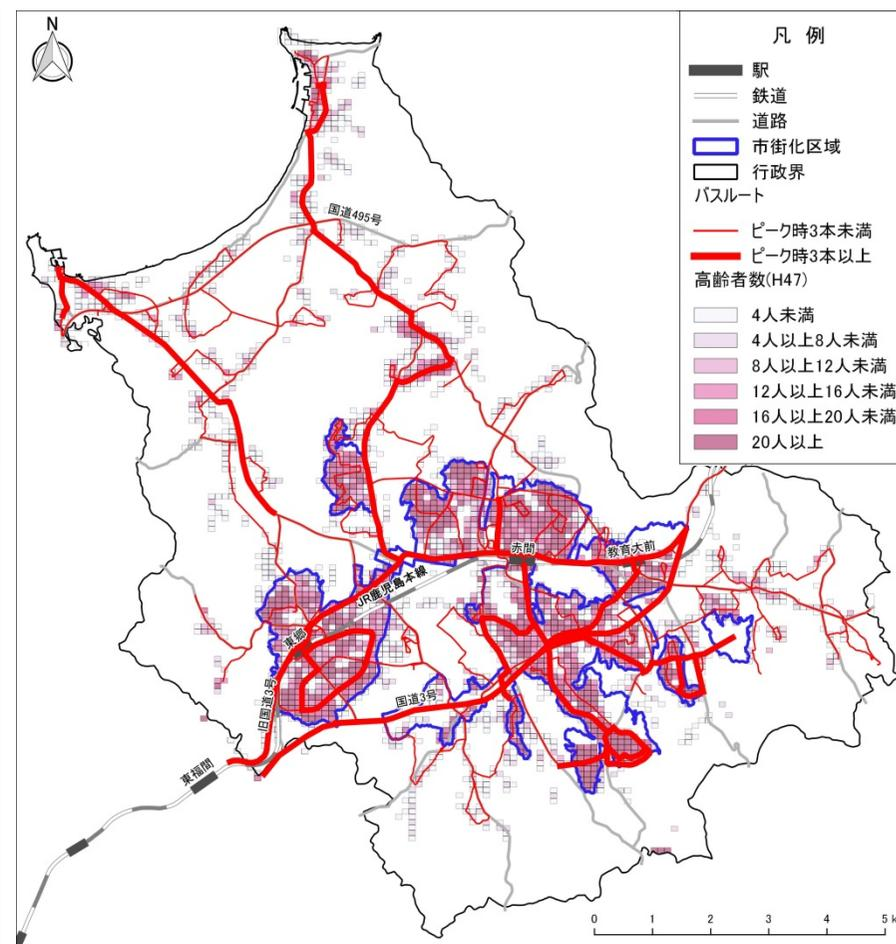 N
凡 例
駅
鉄道
道路
市街化区域
行政界
バスルート
ピーク時3本未満
ピーク時3本以上
高齢者数(H47)
4人未満
4人以上8人未満
8人以上12人未満
12人以上16人未満
16人以上20人未満
20人以上
国道495号
赤間
教育大前
JR鹿児島本線
東郷
国道3号
旧国道3号
東福間
0 1 2 3 4 5 k